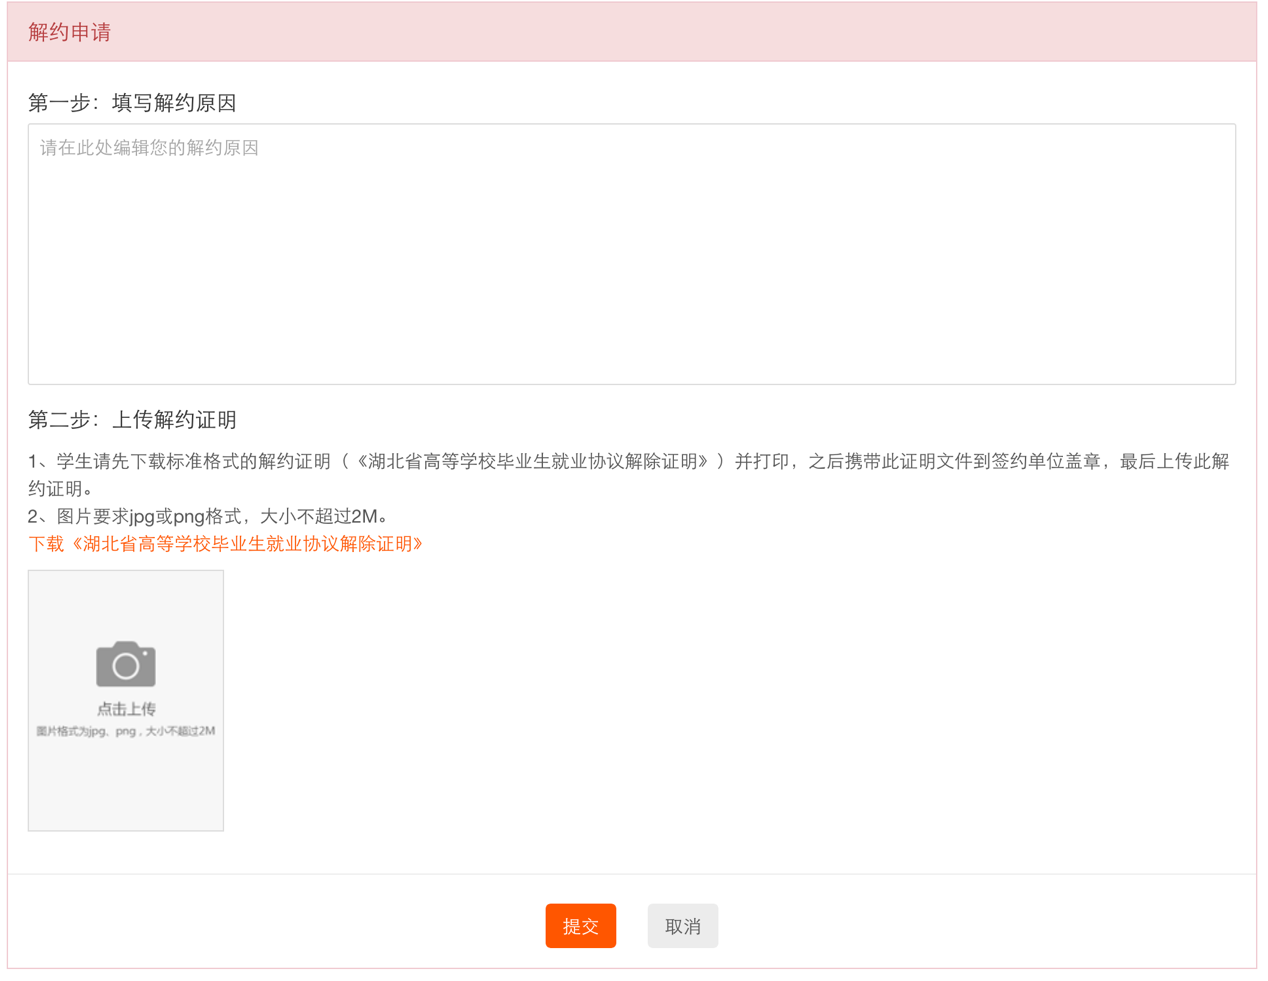 解约申请
第一步：填写解约原因
请在此处编辑您的解约原因
第二步：上传解约证明
1、学生请先下载标准格式的解约证明（《湖北省高等学校毕业生就业协议解除证明》）并打印，之后携带此证明文件到签约单位盖章，最后上传此解
约证明。
2、图片要求jpg或png格式，大小不超过2M。
下载《湖北省高等学校毕业生就业协议解除证明》
点击上传
图片格式为jpg、png，大小不超过2M
提交 取消